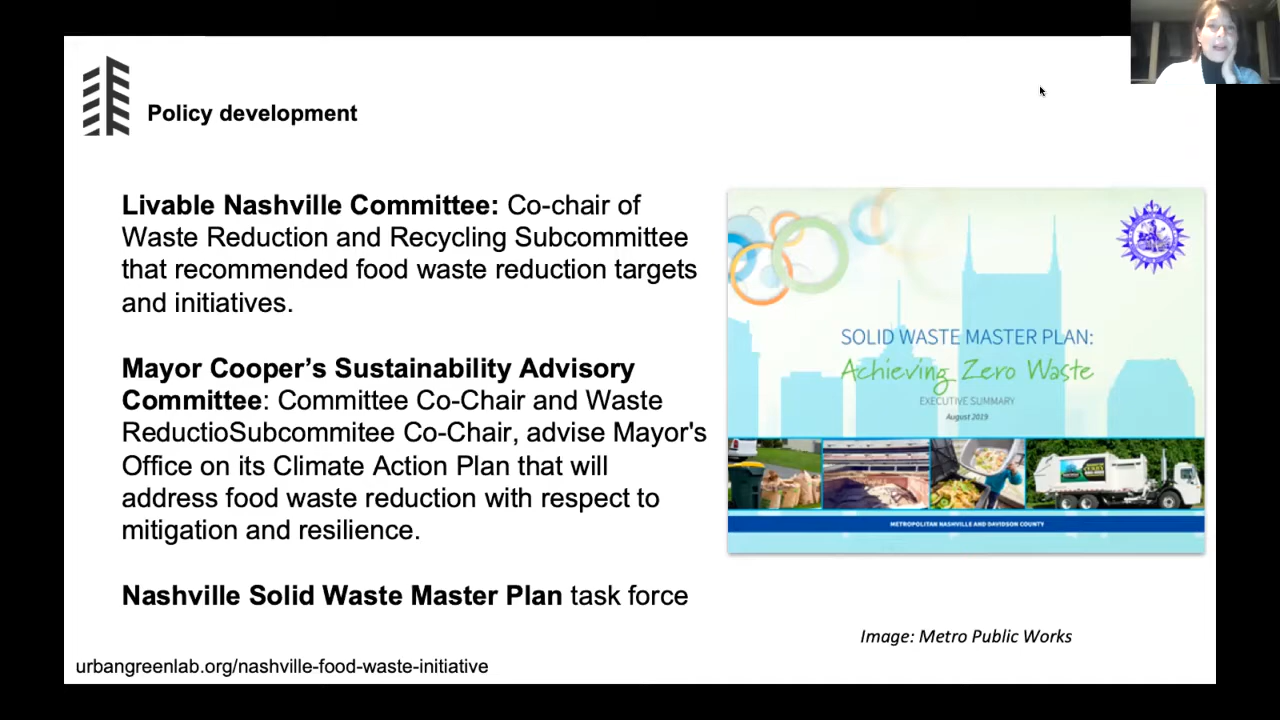 Policy development
Livable Nashville Committee: Co-chair of
Waste Reduction and Recycling Subcommittee
that recommended food waste reduction targets
and initiatives.
Mayor Cooper's Sustainability Advisory
Committee: Committee Co-Chair and Waste
ReductioSubcommitee Co-Chair, advise Mayor's
Office on its Climate Action Plan that will
address food waste reduction with respect to
mitigation and resilience.
Nashville Solid Waste Master Plan task force
urbangreenlab.org/nashville-food-waste-initiative
SOLID WASTE MASTER PLAN:
Achieving Zero Waste
EXECUTIVE SUMMARY
August 2019
METROPOLITAN NASHVILLE AND DAVIDSON COUNTY
Image: Metro Public Works